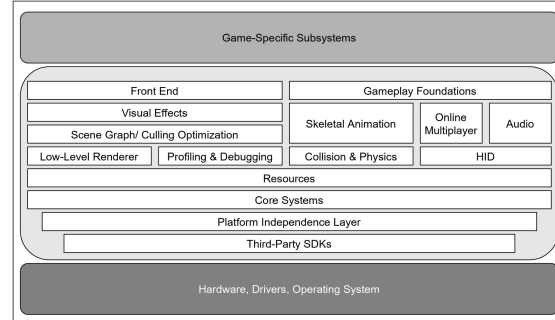 Game-Specific Subsystems
Front End
Gameplay Foundations
Visual Effects
Skeletal Animation
Online
Multiplayer
Audio
Scene Graph/ Culling Optimization
Low-Level Renderer
Profiling & Debugging
Collision & Physics
HID
Resources
Core Systems
Platform Independence Layer
Third-Party SDKs
Hardware, Drivers, Operating System